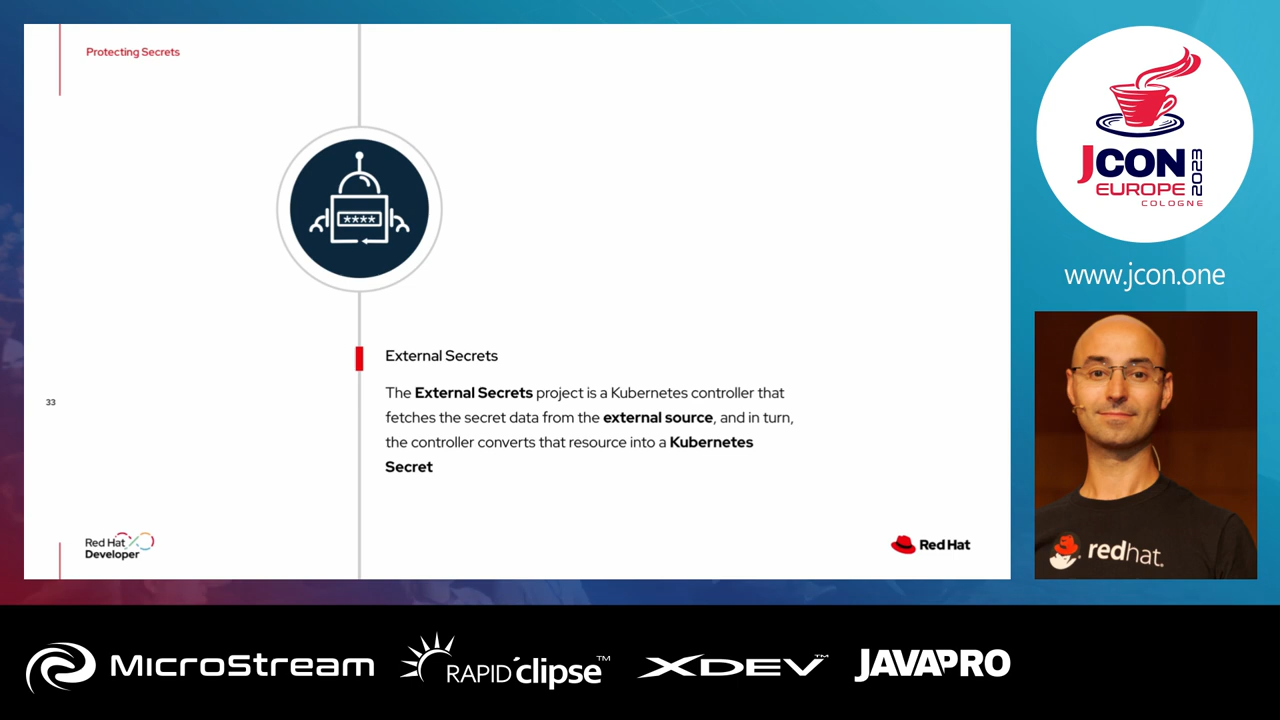 Protecting Secrets
****
External Secrets
The External Secrets project is a Kubernetes controller that
fetches the secret data from the external source, and in turn,
the controller converts that resource into a Kubernetes
Secret
33
Red Hat
Developer
Red Hat
JCON
EUROPE
2023
COLOGNE
www.jcon.one
redhat.
MicroStream
RAPIDclipse™
XDEV™
JAVAPRO